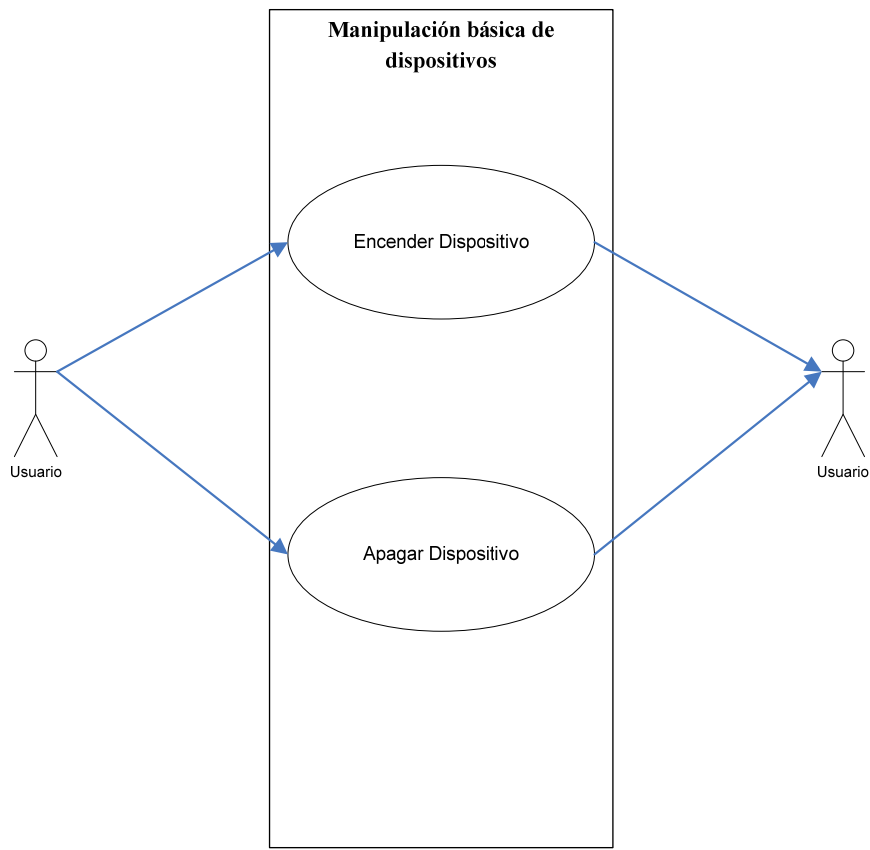 Manipulación básica de
dispositivos
Encender Dispositivo
Usuario
Usuario
Apagar Dispositivo